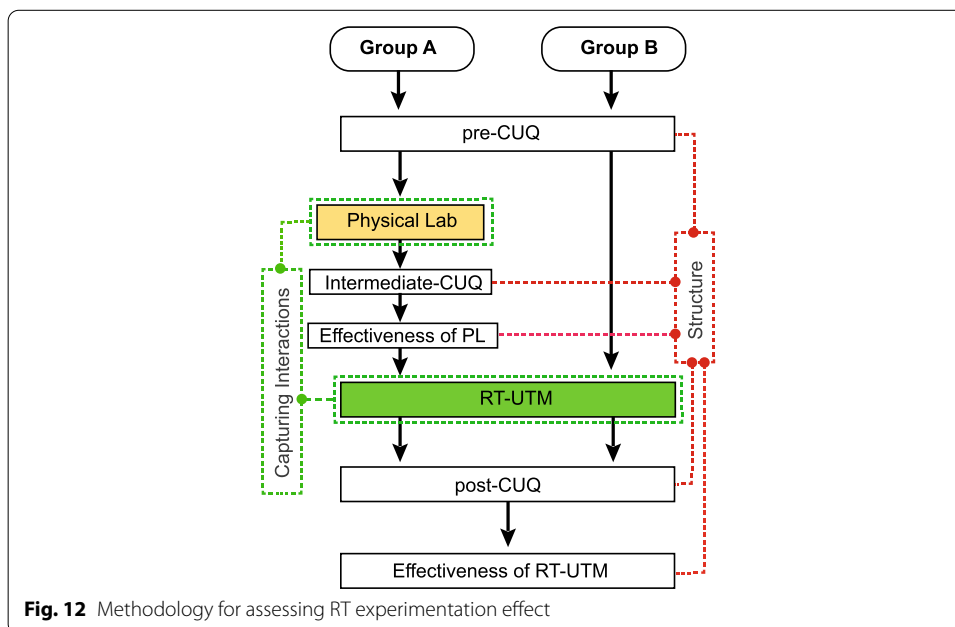 Group A
Group B
pre-CUQ
Physical Lab
Intermediate-CUQ
Effectiveness of PL
Capturing Interactions
Structure
RT-UTM
post-CUQ
Effectiveness of RT-UTM
Fig. 12 Methodology for assessing RT experimentation effect